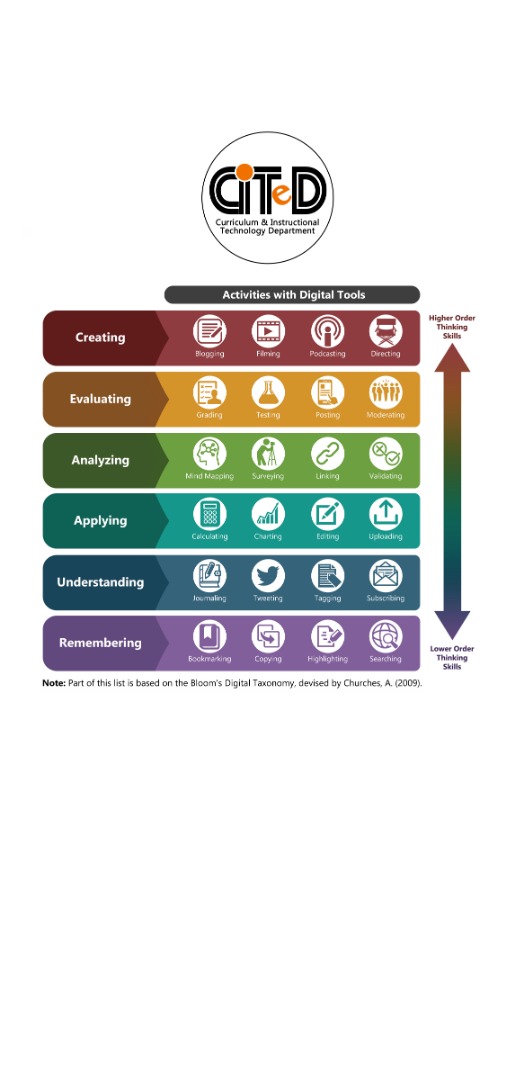 CITeD
Curriculum & Instructional
Technology Department
Activities with Digital Tools
Higher Order
Thinking
Skills
Creating
Blogging
Filming
Podcasting
Directing
Evaluating
Grading
Testing
Posting
Moderating
Analyzing
Mind Mapping
Surveying
Linking
Validating
Applying
Calculating
Charting
Editing
Uploading
Understanding
Journaling
Tweeting
Tagging
Subscribing
Remembering
Bookmarking
Copying
Highlighting
Searching
Lower Order
Thinking
Skills
Note: Part of this list is based on the Bloom's Digital Taxonomy, devised by Churches, A. (2009).